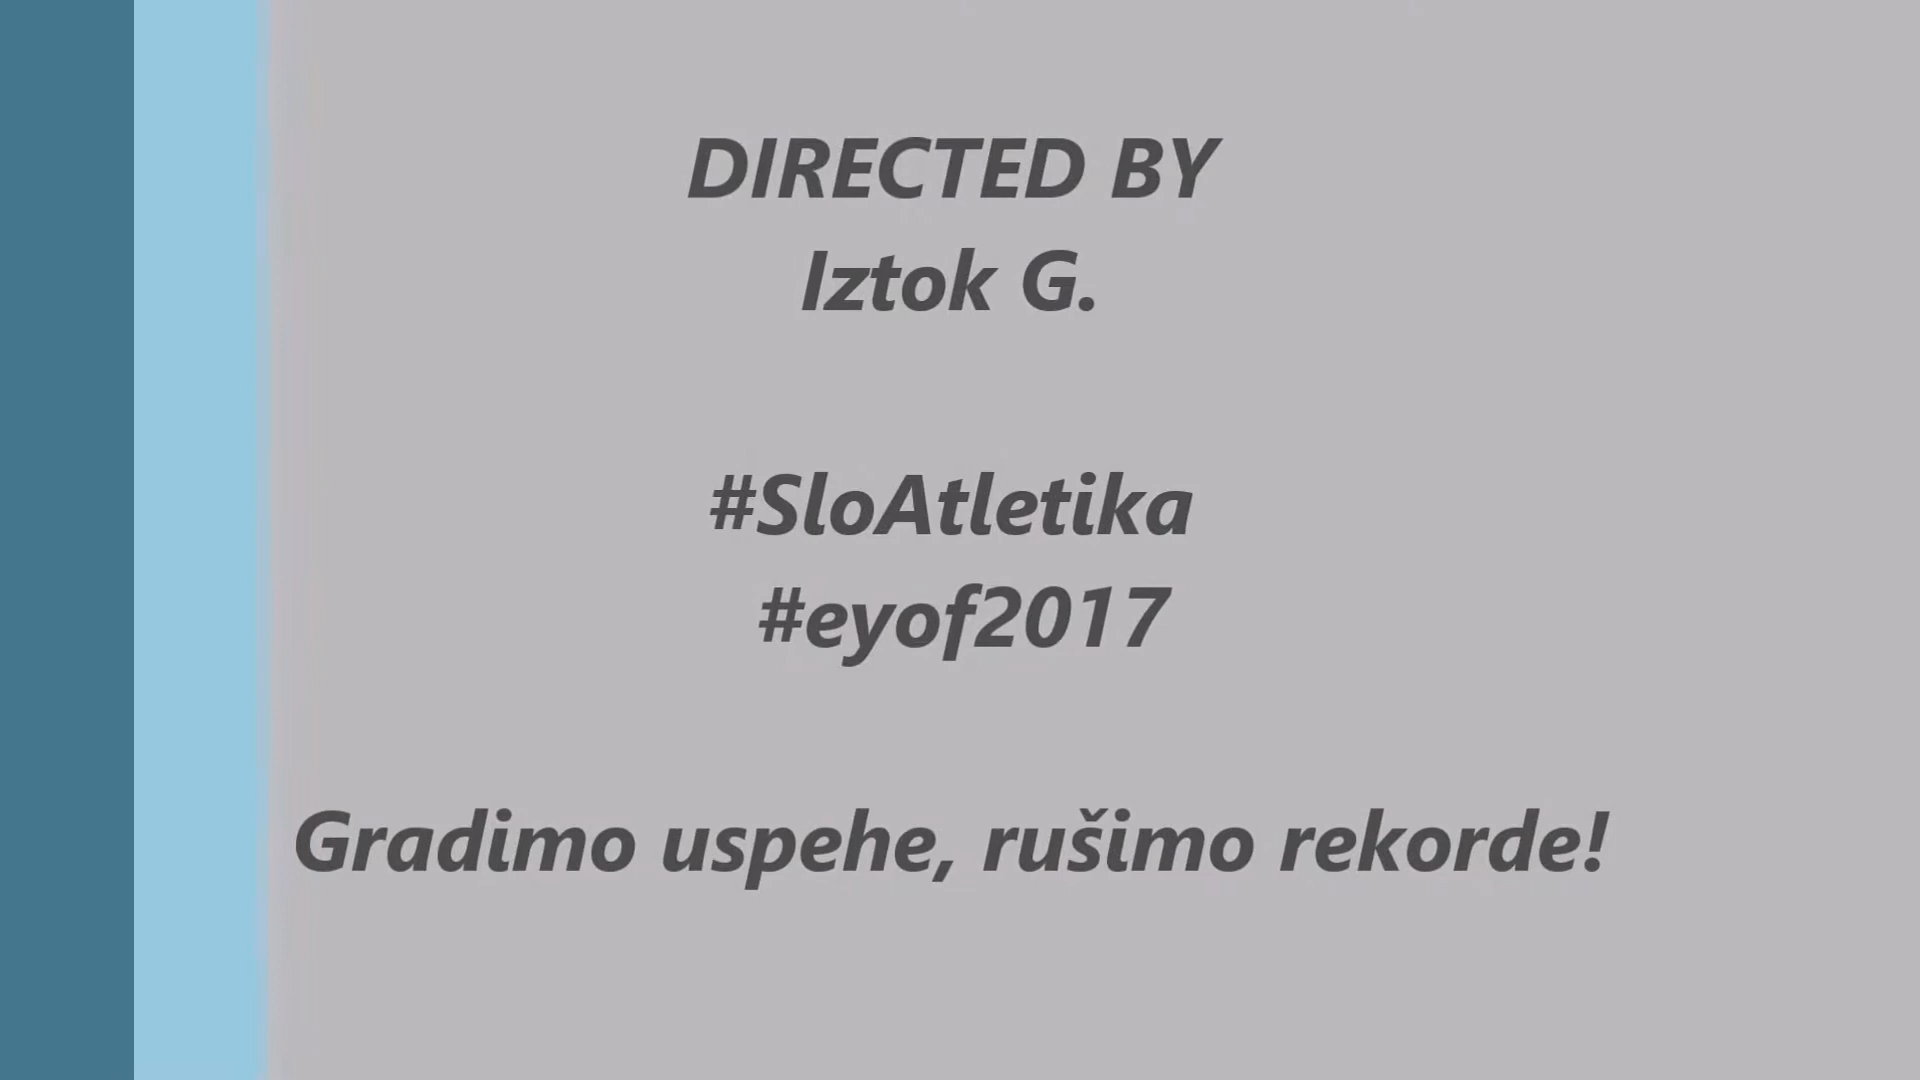 DIRECTED BY
Iztok G.
#SloAtletika
#eyof2017
Gradimo uspehe, rušimo rekorde!